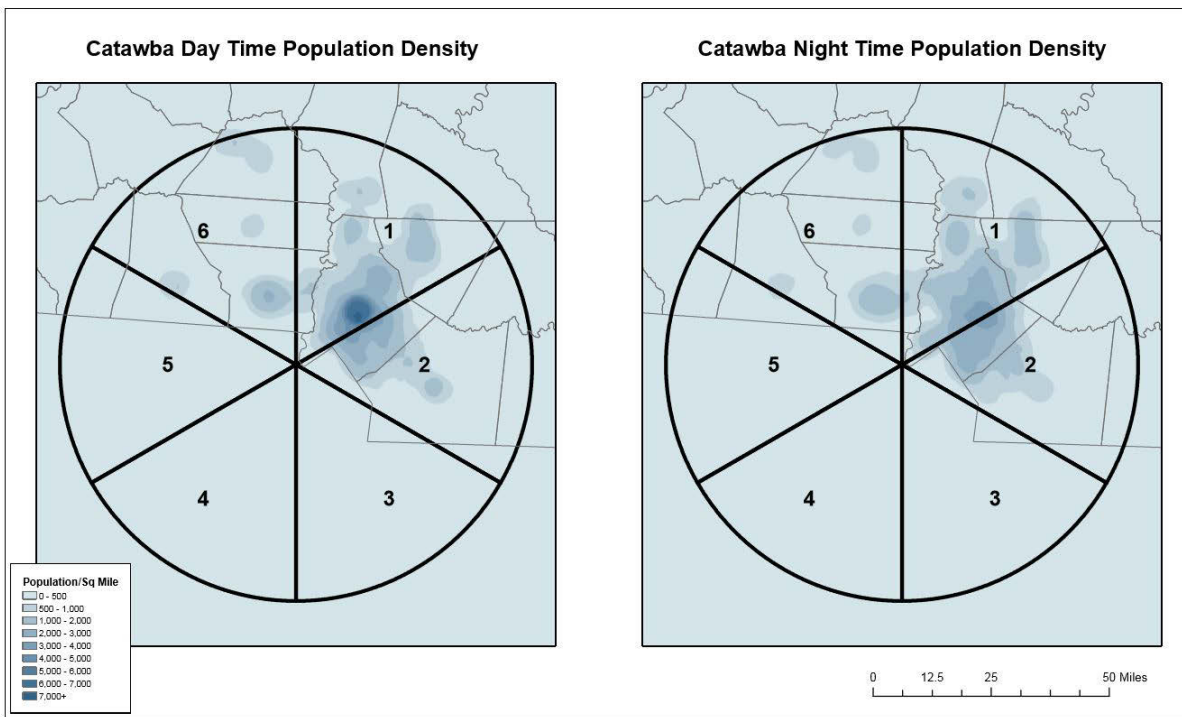 Catawba Day Time Population Density
Catawba Night Time Population Density
6
1
5
2
4
3
6
1
5
2
4
3
Population/Sq Mile
0 - 500
500 - 1,000
1,000 - 2,000
2,000 - 3,000
3,000 - 4,000
4,000 - 5,000
5,000 - 6,000
6,000 - 7,000
7,000+
0 12.5 25 50 Miles